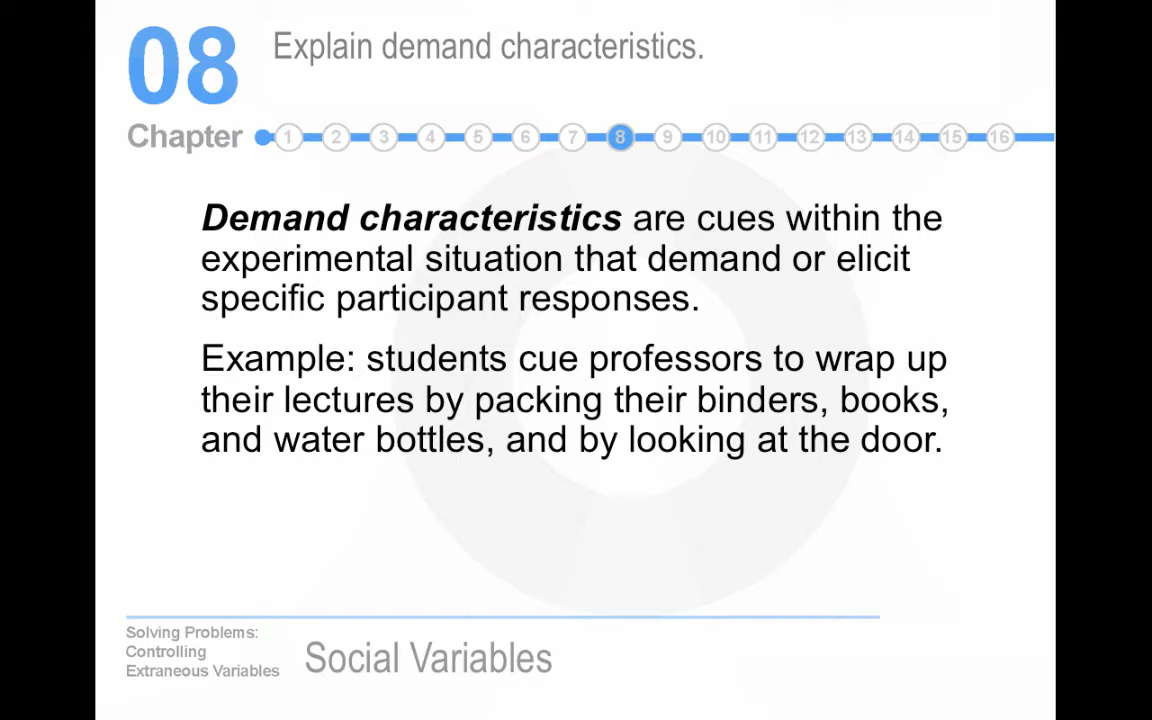 08
Explain demand characteristics.
Chapter
1 2 3 4 5 6 7 8 9 10 11 12 13 14 15 16
Demand characteristics are cues within the
experimental situation that demand or elicit
specific participant responses.
Example: students cue professors to wrap up
their lectures by packing their binders, books,
and water bottles, and by looking at the door.
Solving Problems:
Controlling
Extraneous Variables
Social Variables